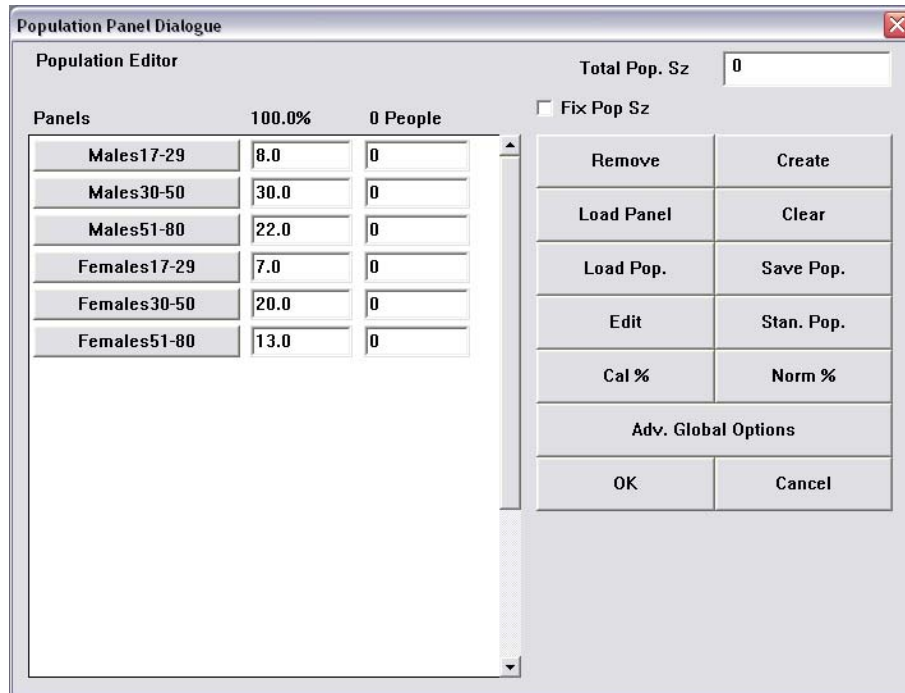 Population Panel Dialogue
Population Editor
Total Pop. Sz 0
Fix Pop Sz
Panels 100.0% 0 People
Males17-29 8.0 0
Males30-50 30.0 0
Males51-80 22.0 0
Females17-29 7.0 0
Females30-50 20.0 0
Females51-80 13.0 0
Remove Create
Load Panel Clear
Load Pop. Save Pop.
Edit Stan. Pop.
Cal % Norm %
Adv. Global Options
OK Cancel